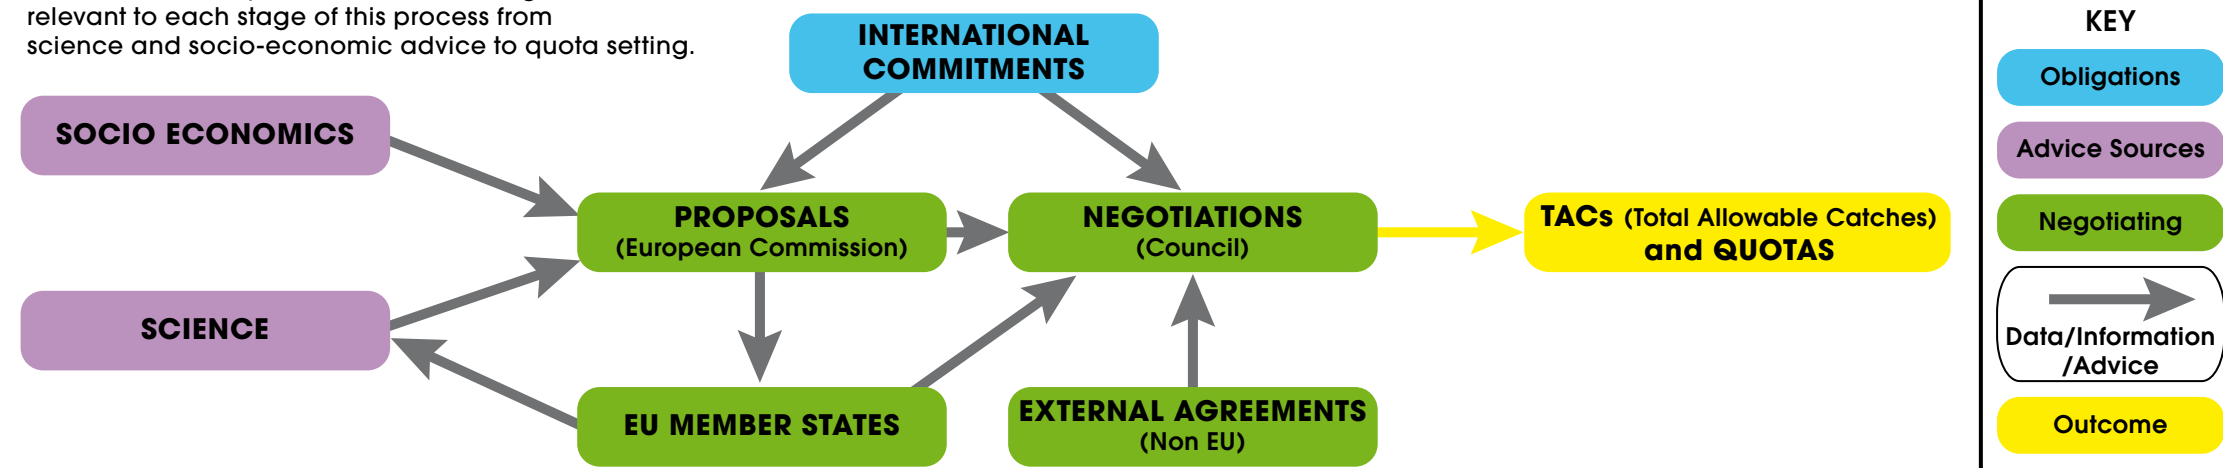 relevant to each stage of this process from
science and socio-economic advice to quota setting.
INTERNATIONAL
COMMITMENTS
SOCIO ECONOMICS
PROPOSALS
(European Commission)
NEGOTIATIONS
(Council)
TACs (Total Allowable Catches)
and QUOTAS
SCIENCE
EU MEMBER STATES
EXTERNAL AGREEMENTS
(Non EU)
KEY
Obligations
Advice Sources
Negotiating
Data/Information
/Advice
Outcome